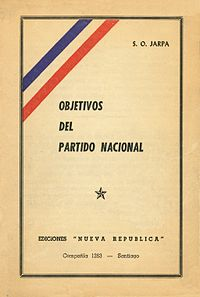 S. O. JARPA
OBJETIVOS
DEL
PARTIDO NACIONAL
EDICIONES "NUEVA REPUBLICA"
Compañía 1263 — Santiago